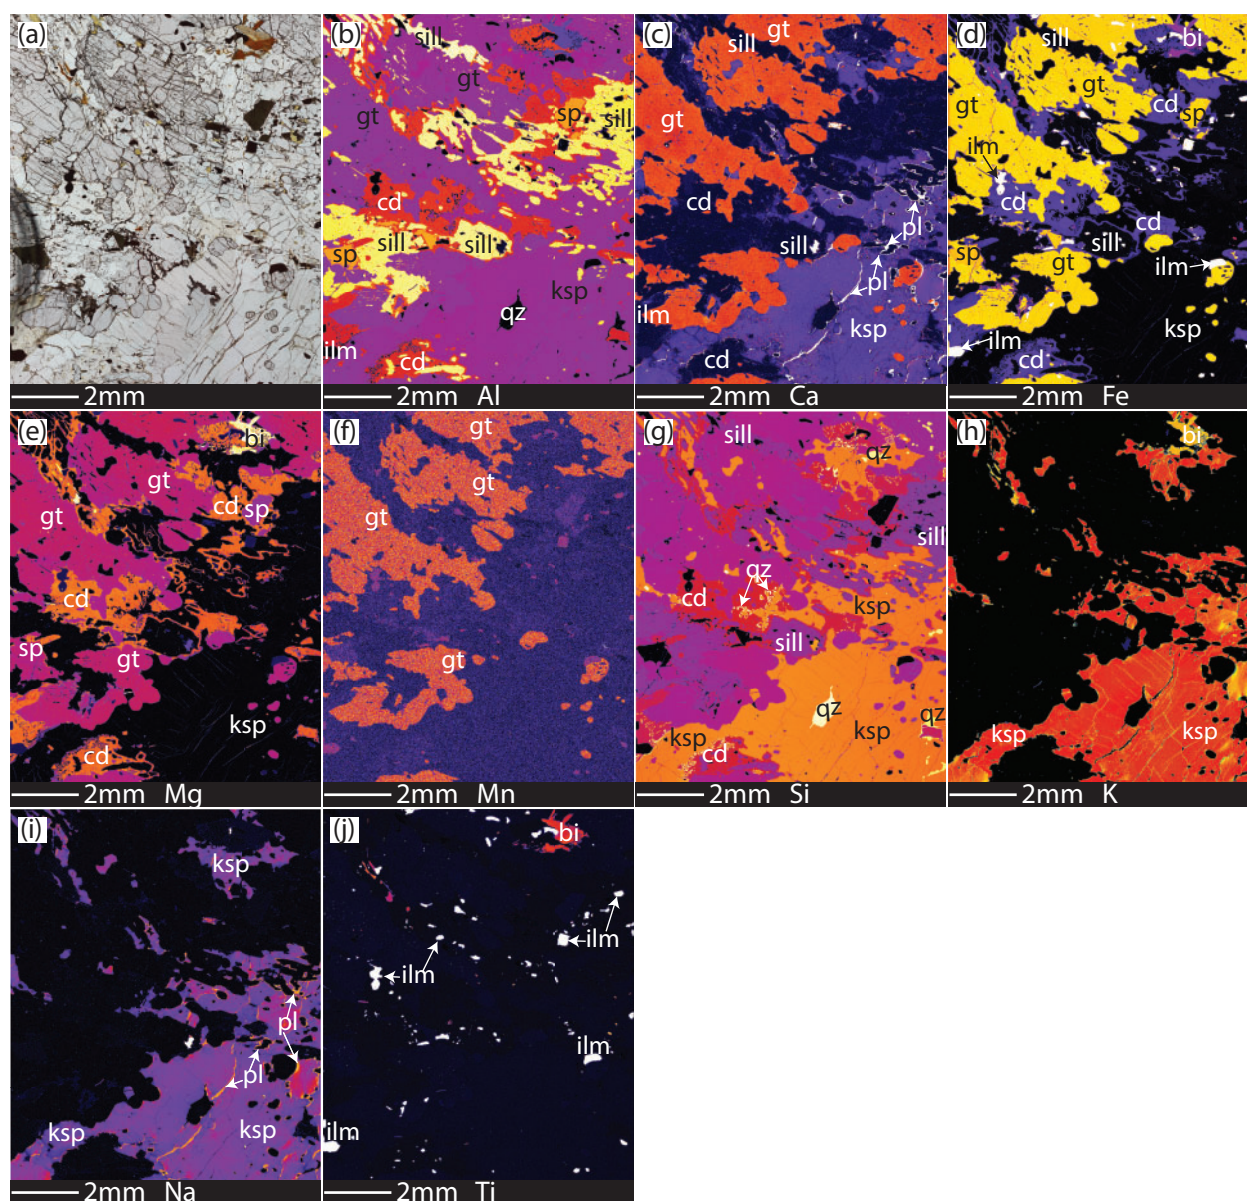 (a)
2mm
(b)
sill
gt
gt
sp
sill
cd
sill
sill
sp
ksp
qz
ilm
cd
2mm Al
(c)
gt
sill
gt
cd
pl
sill
pl
ilm
ksp
cd
2mm Ca
(d)
bi
sill
gt
gt
cd
sp
ilm
cd
cd
sill
sp
gt
ilm
ksp
ilm
cd
2mm Fe
(e)
bi
gt
cd
sp
gt
cd
sp
gt
ksp
cd
2mm Mg
(f)
gt
gt
gt
gt
2mm Mn
(g)
sill
qz
sill
qz
cd
ksp
sill
qz
qz
ksp
ksp
cd
2mm Si
(h)
bi
ksp
ksp
2mm K
(i)
ksp
pl
pl
ksp
ksp
2mm Na
(j)
bi
ilm
ilm
ilm
ilm
2mm Ti